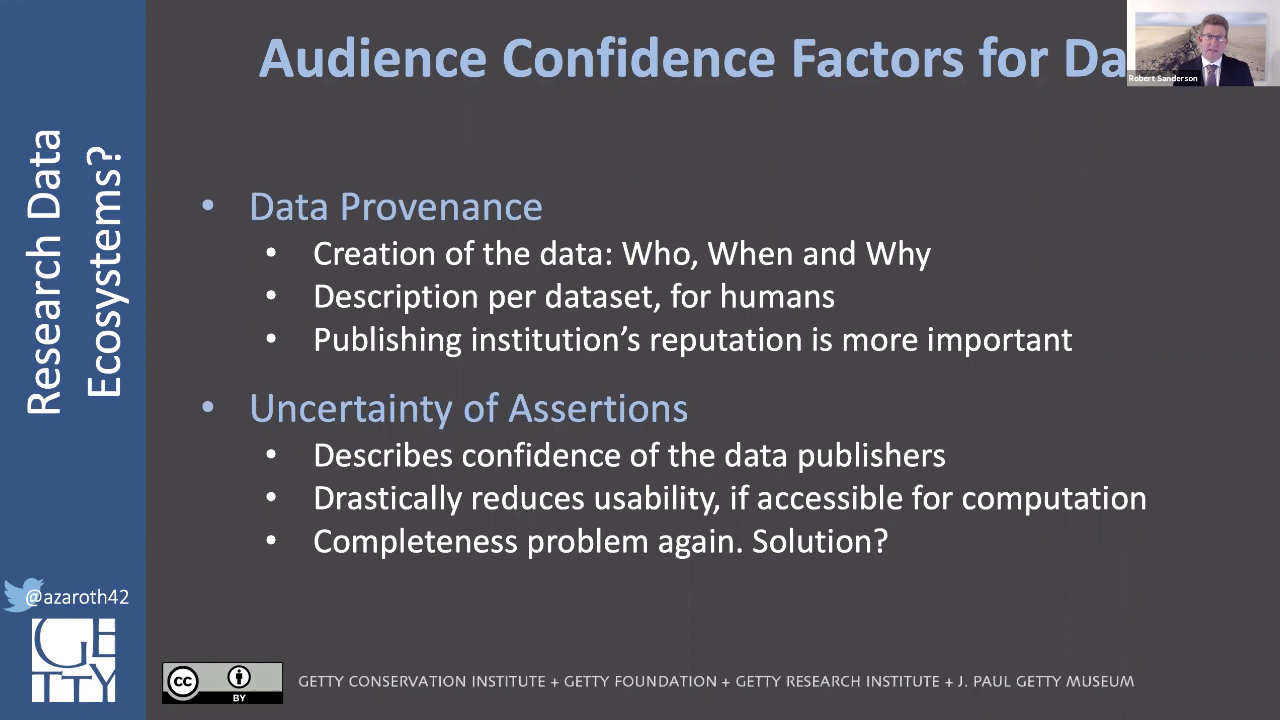 Audience Confidence Factors for Da
Robert Sanderson
Research Data
Ecosystems?
• Data Provenance
• Creation of the data: Who, When and Why
• Description per dataset, for humans
• Publishing institution’s reputation is more important
• Uncertainty of Assertions
• Describes confidence of the data publishers
• Drastically reduces usability, if accessible for computation
• Completeness problem again. Solution?
@azaroth42
GETTY
cc BY
GETTY CONSERVATION INSTITUTE + GETTY FOUNDATION + GETTY RESEARCH INSTITUTE + J. PAUL GETTY MUSEUM